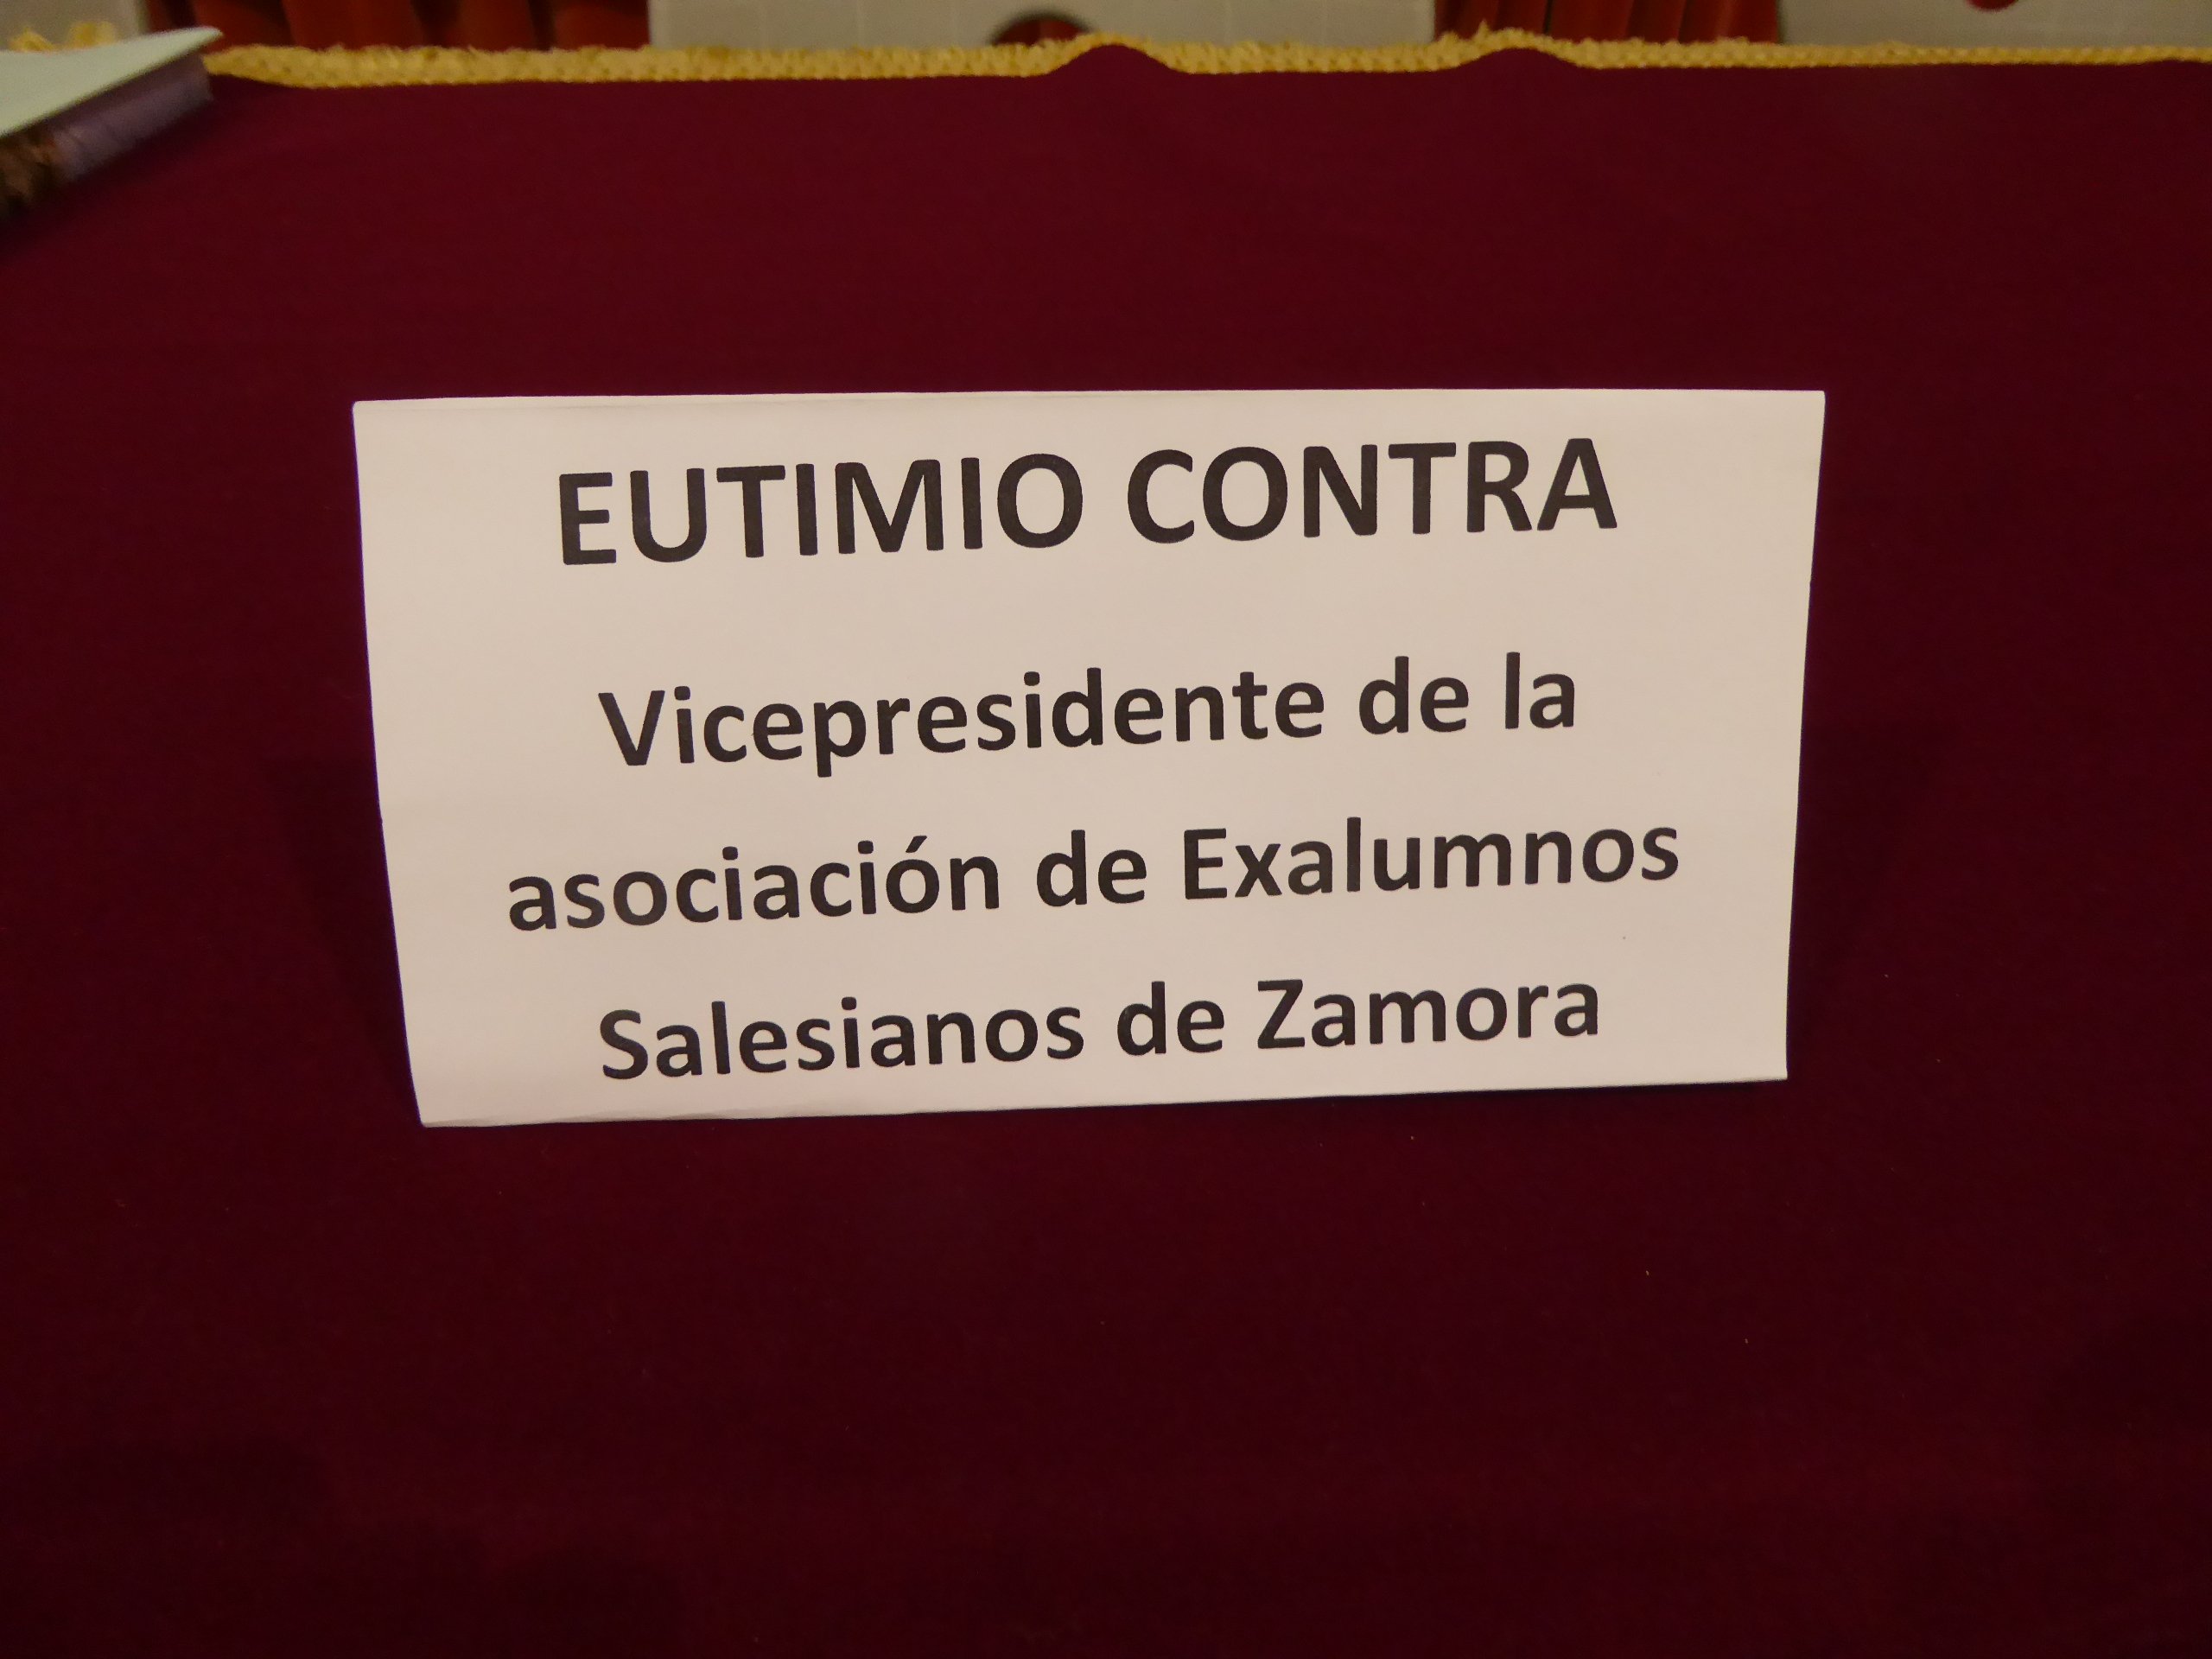 EUTIMIO CONTRA
Vicepresidente de la
asociación de Exalumnos
Salesianos de Zamora